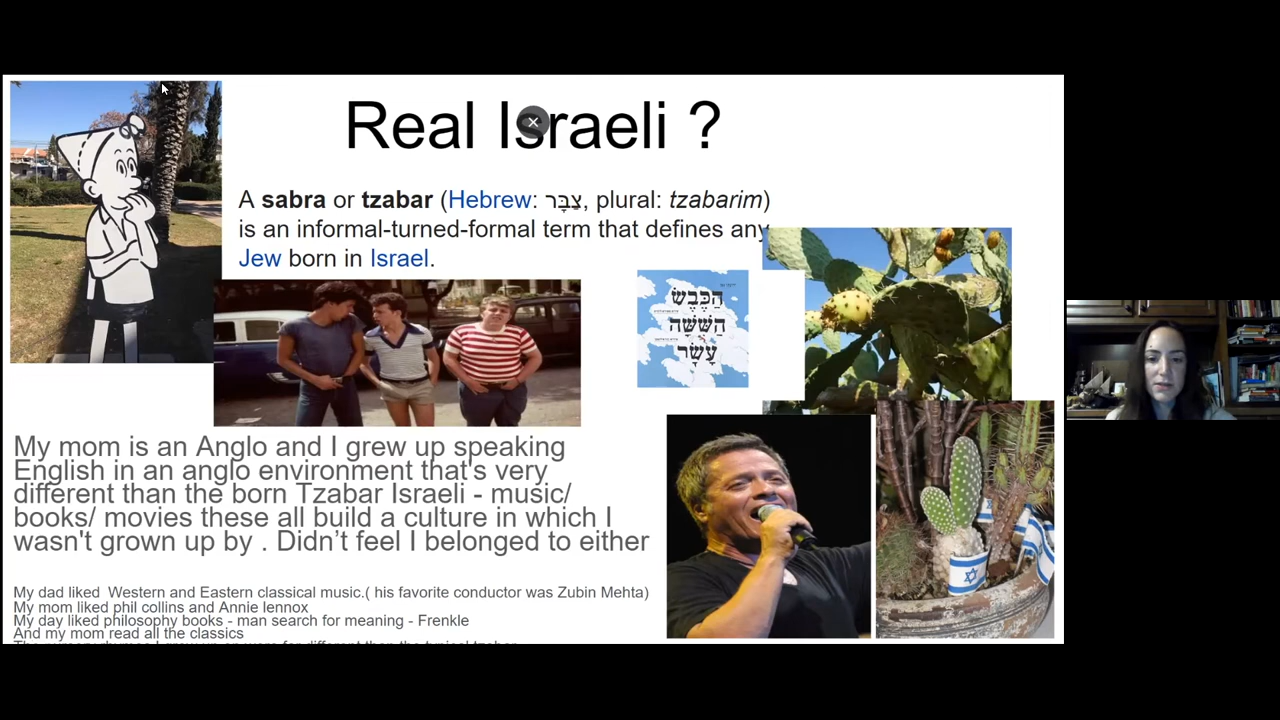 Real Israeli ?
A sabra or tzabar (Hebrew: צַבָּר, plural: tzabarim)
is an informal-turned-formal term that defines any
Jew born in Israel.
הַכֶּבֶשׂ
הַשִּׁשָּׁה
עָשָׂר
My mom is an Anglo and I grew up speaking
English in an anglo environment that's very
different than the born Tzabar Israeli - music/
books/ movies these all build a culture in which I
wasn't grown up by . Didn’t feel I belonged to either
My dad liked Western and Eastern classical music.( his favorite conductor was Zubin Mehta)
My mom liked phil collins and Annie lennox
My day liked philosophy books - man search for meaning - Frenkle
And my mom read all the classics